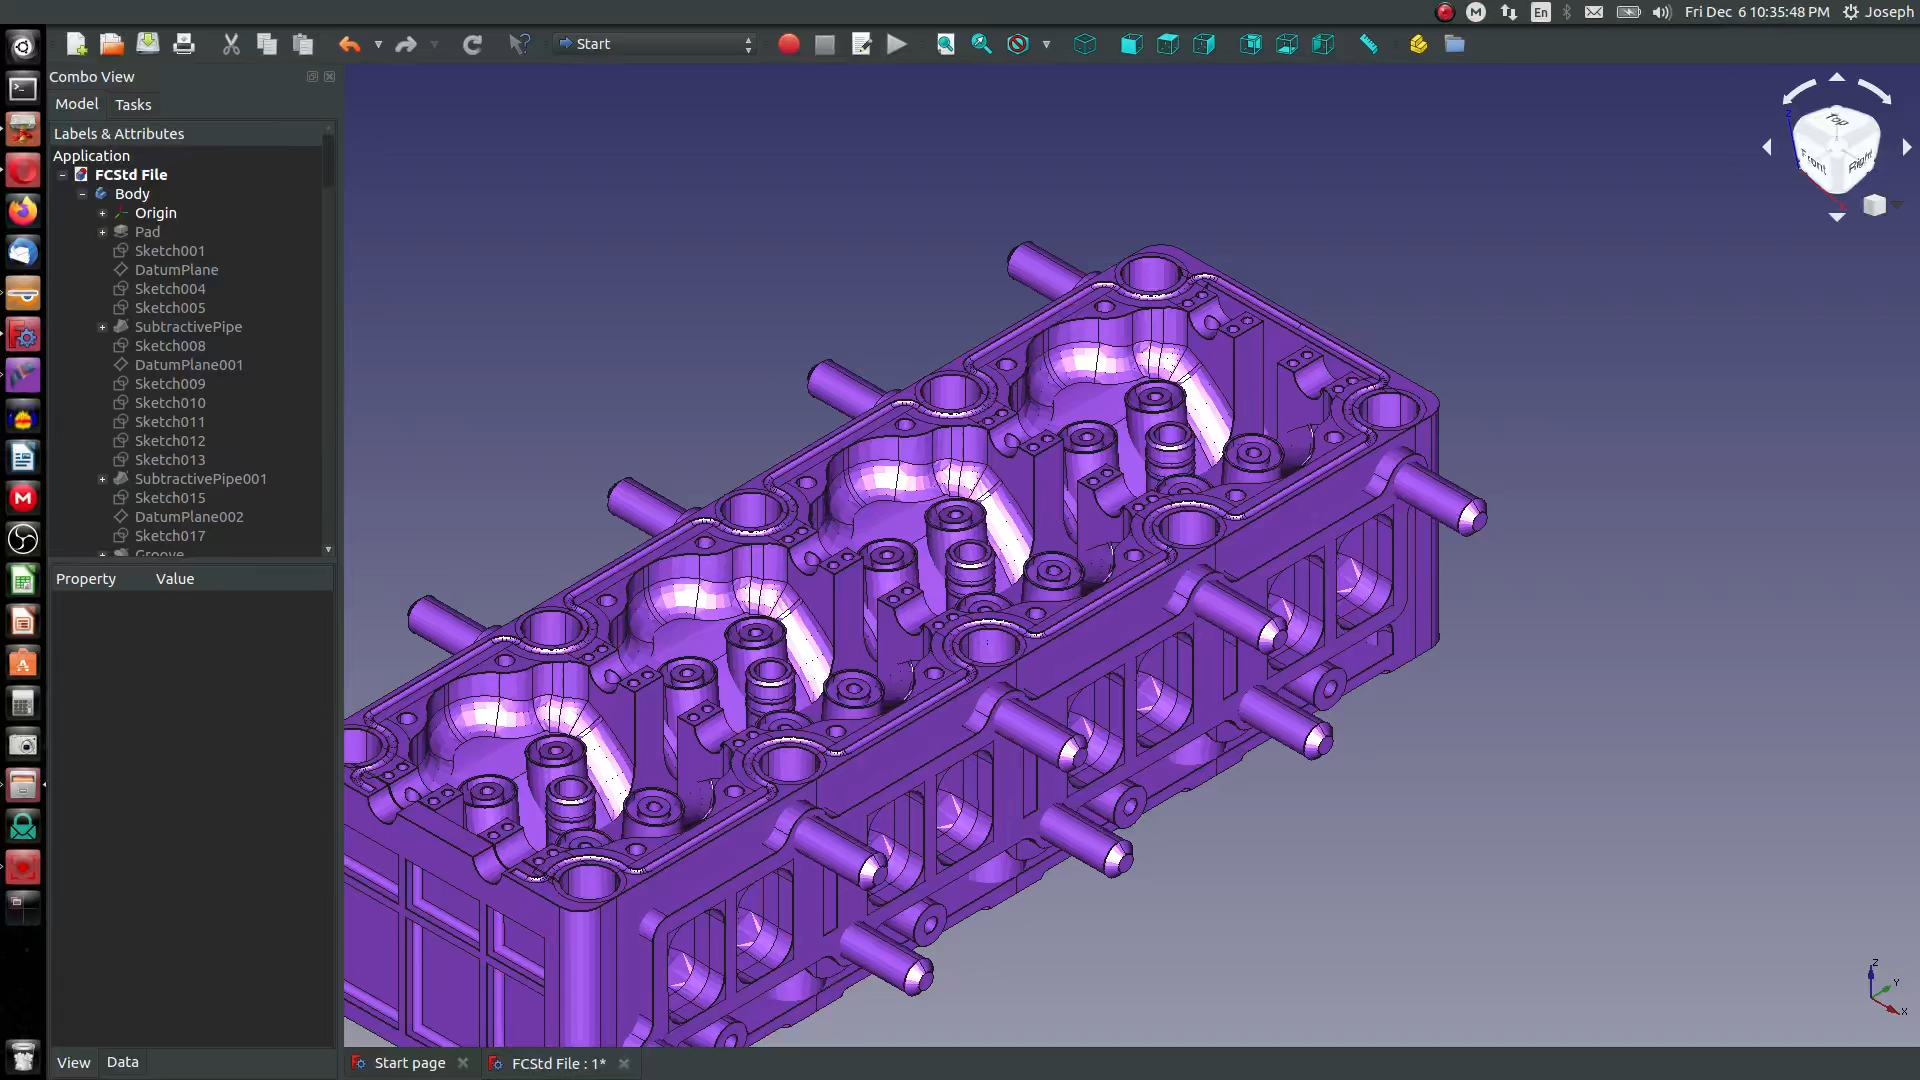 M
En
Fri Dec 6 10:35:48 PM
Joseph
Start
Combo View
Model
Tasks
Labels & Attributes
Application
FCStd File
Body
Origin
Pad
Sketch001
DatumPlane
Sketch004
Sketch005
SubtractivePipe
Sketch008
DatumPlane001
Sketch009
Sketch010
Sketch011
Sketch012
Sketch013
SubtractivePipe001
Sketch015
DatumPlane002
Sketch017
Groove
Property
Value
View
Data
Start page
FCStd File : 1*
Top
Front
Right
Z
X
Z
Y
X